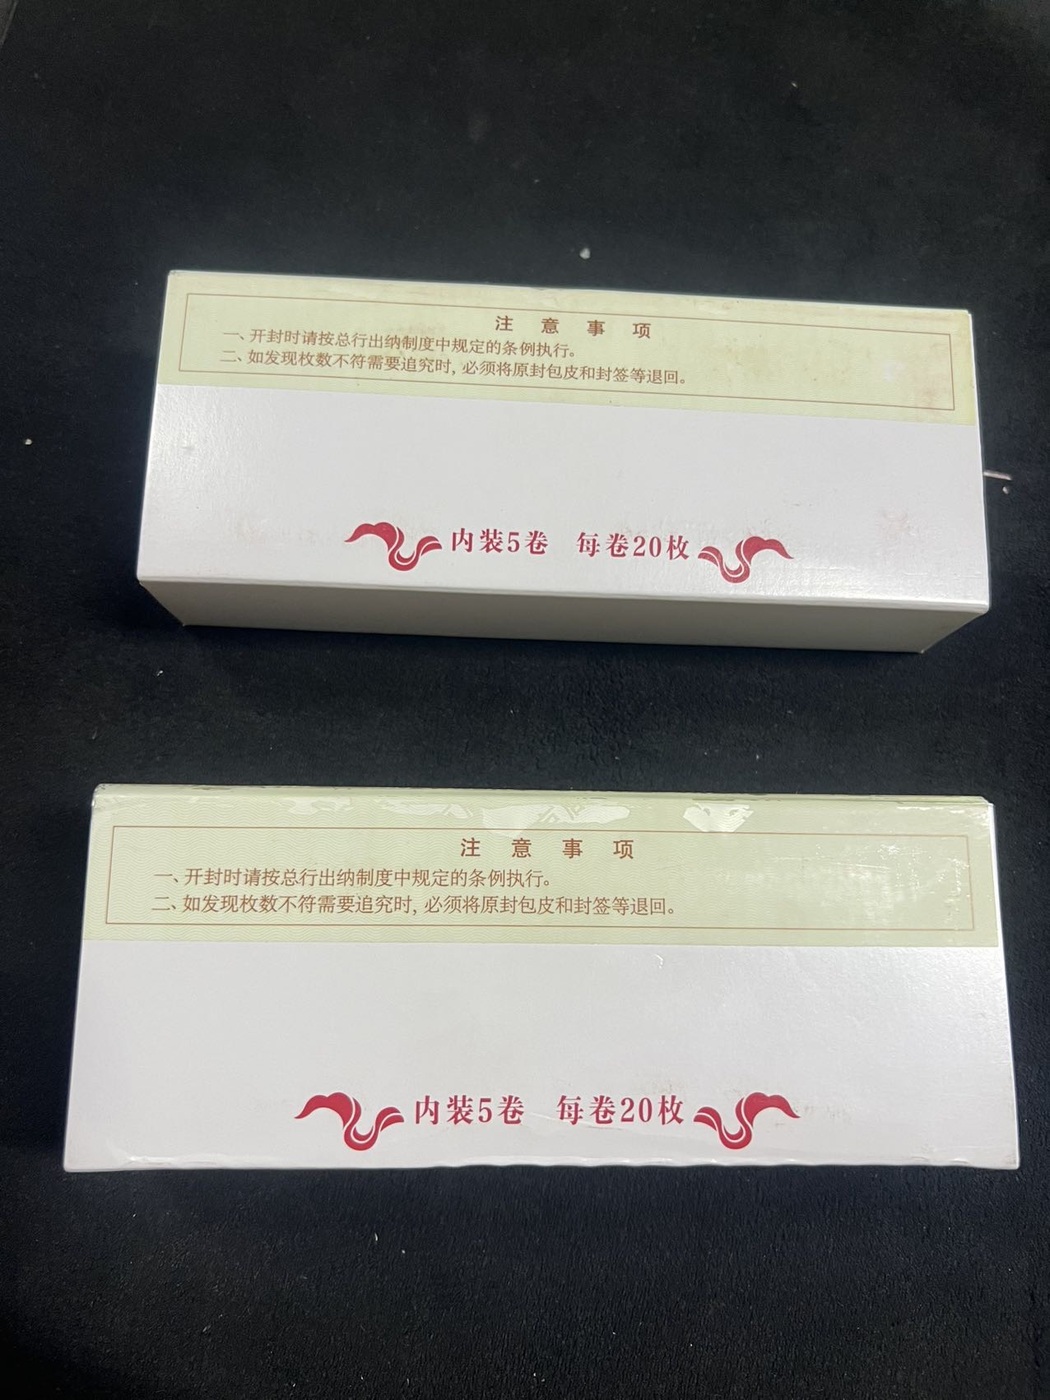 注意事项
一、开封时请按总行出纳制度中规定的条例执行。
二、如发现枚数不符需要追究时，必须将原封包皮和封签等退回。
内装5卷 每卷20枚
注意事项
一、开封时请按总行出纳制度中规定的条例执行。
二、如发现枚数不符需要追究时，必须将原封包皮和封签等退回。
内装5卷 每卷20枚